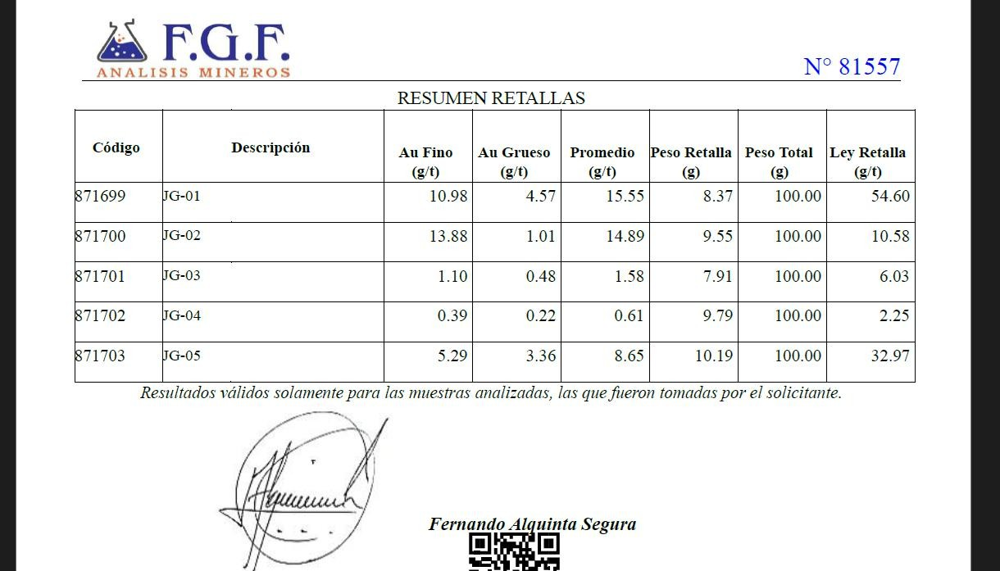 F.G.F.
ANALISIS MINEROS
N° 81557
RESUMEN RETALLAS
Código Descripción Au Fino (g/t) Au Grueso (g/t) Promedio (g/t) Peso Retalla (g) Peso Total (g) Ley Retalla (g/t)
871699 JG-01 10.98 4.57 15.55 8.37 100.00 54.60
871700 JG-02 13.88 1.01 14.89 9.55 100.00 10.58
871701 JG-03 1.10 0.48 1.58 7.91 100.00 6.03
871702 JG-04 0.39 0.22 0.61 9.79 100.00 2.25
871703 JG-05 5.29 3.36 8.65 10.19 100.00 32.97
Resultados válidos solamente para las muestras analizadas, las que fueron tomadas por el solicitante.
Fernando Alquinta Segura